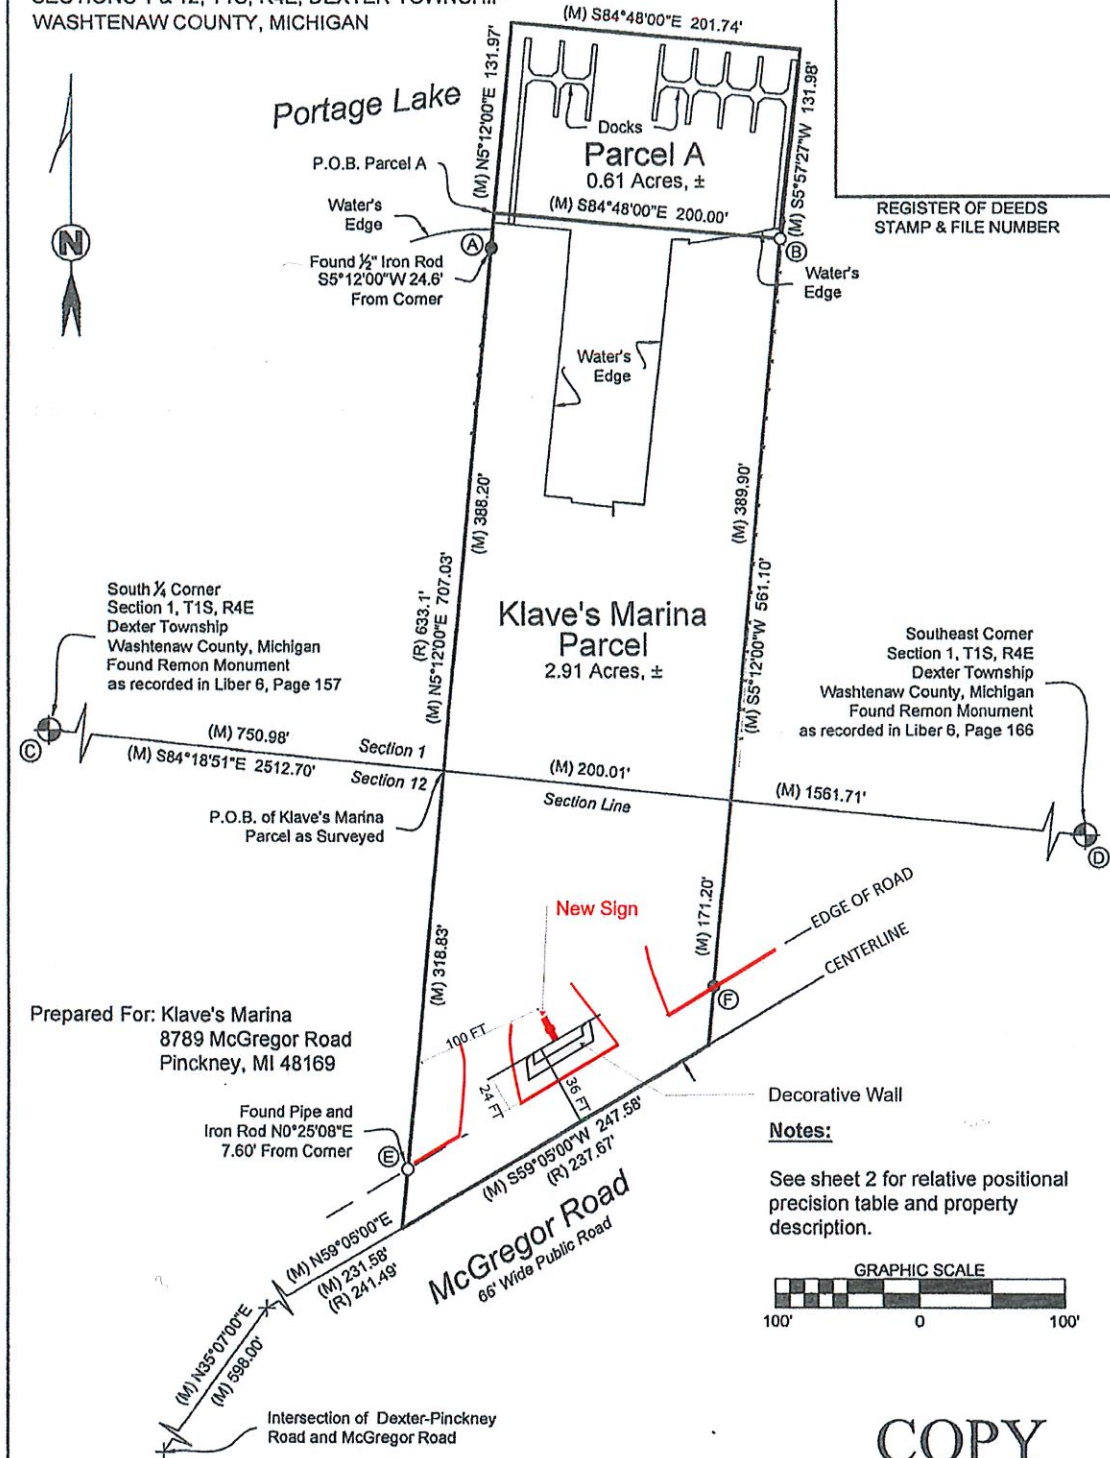 WASHTENAW COUNTY, MICHIGAN
(M) S84°48'00"E 201.74'
(M) N5°12'00"E 131.97'
(M) S5°57'27"W 131.98'
Portage Lake
Docks
Parcel A
0.61 Acres, ±
P.O.B. Parcel A
(M) S84°48'00"E 200.00'
REGISTER OF DEEDS
STAMP & FILE NUMBER
Water's
Edge
N
A
B
Found ½" Iron Rod
S5°12'00"W 24.6'
From Corner
Water's
Edge
Water's
Edge
(M) 388.20'
(M) 389.90'
(R) 633.1'
(M) N5°12'00"E 707.03'
(M) S5°12'00"W 561.10'
Klave's Marina
Parcel
2.91 Acres, ±
South ¼ Corner
Section 1, T1S, R4E
Dexter Township
Washtenaw County, Michigan
Found Remon Monument
as recorded in Liber 6, Page 157
Southeast Corner
Section 1, T1S, R4E
Dexter Township
Washtenaw County, Michigan
Found Remon Monument
as recorded in Liber 6, Page 166
C
(M) 750.98'
Section 1
(M) S84°18'51"E 2512.70'
Section 12
(M) 200.01'
Section Line
(M) 1561.71'
D
P.O.B. of Klave's Marina
Parcel as Surveyed
(M) 318.83'
(M) 171.20'
New Sign
EDGE OF ROAD
CENTERLINE
F
Prepared For: Klave's Marina
8789 McGregor Road
Pinckney, MI 48169
100 FT
24 FT
36 FT
Decorative Wall
Found Pipe and
Iron Rod N0°25'08"E
7.60' From Corner
E
(M) S59°05'00"W 247.58'
(R) 237.67'
Notes:
See sheet 2 for relative positional
precision table and property
description.
McGregor Road
66' Wide Public Road
(M) N59°05'00"E
(M) 231.58'
(R) 241.49'
GRAPHIC SCALE
100' 0 100'
(M) N35°07'00"E
(M) 598.00'
Intersection of Dexter-Pinckney
Road and McGregor Road
COPY